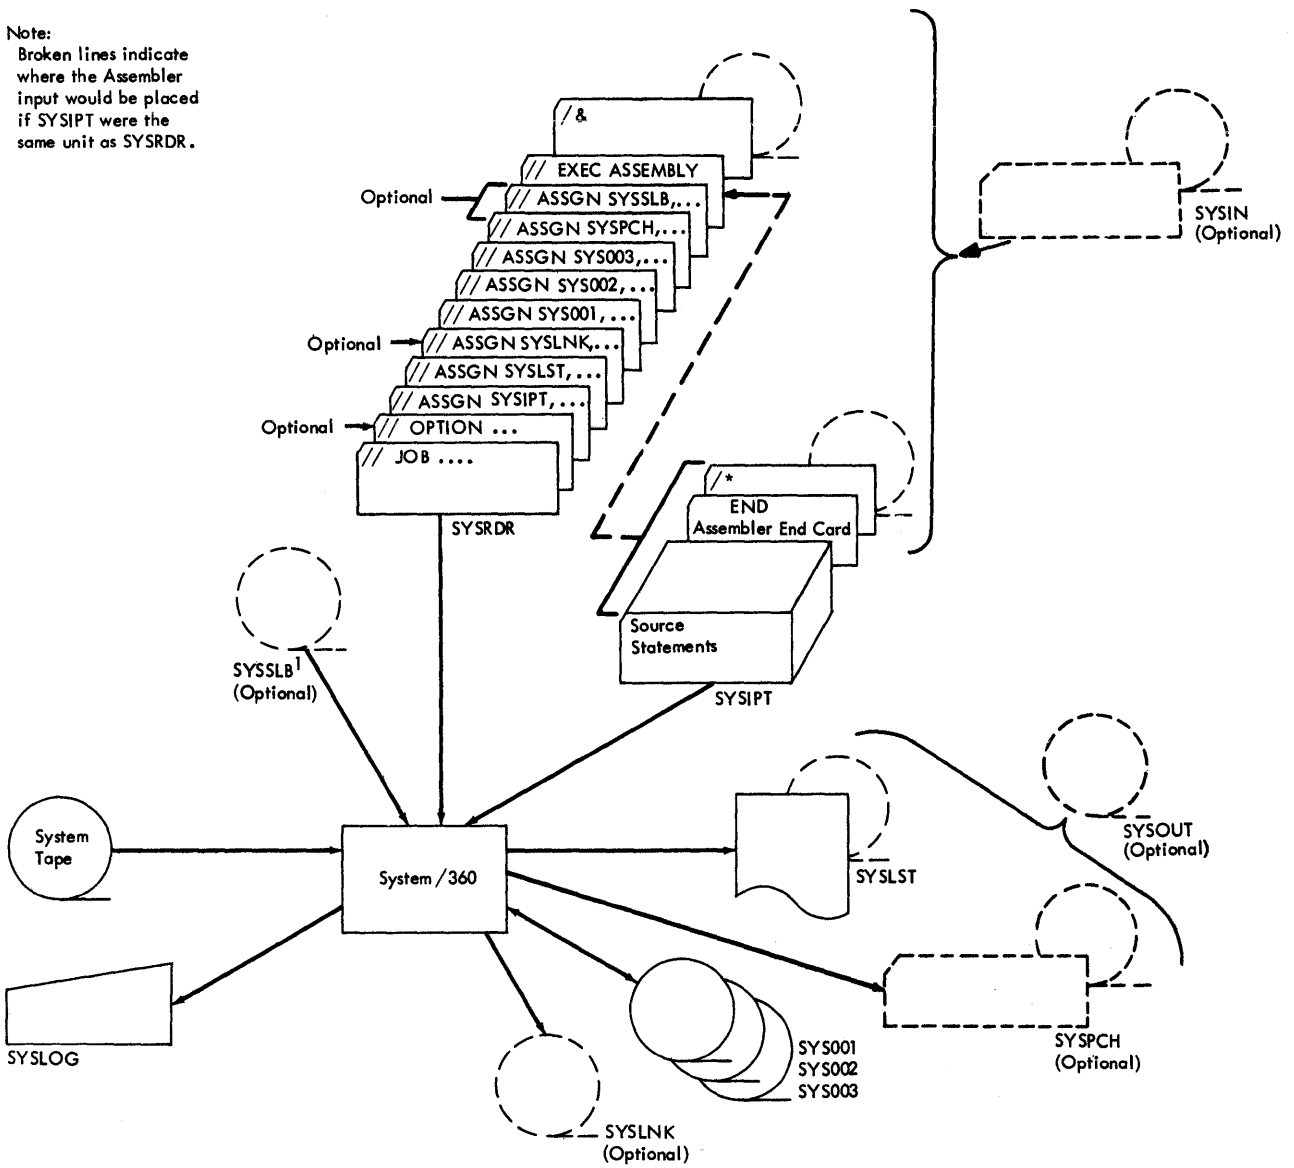 Note:
Broken lines indicate
where the Assembler
input would be placed
if SYSIPT were the
same unit as SYSRDR.
/ &
// EXEC ASSEMBLY
Optional
// ASSGN SYSSLB,...
// ASSGN SYSPCH,...
// ASSGN SYS003,...
// ASSGN SYS002,...
// ASSGN SYS001,...
Optional
// ASSGN SYSLNK,...
// ASSGN SYSLST,...
// ASSGN SYSIPT,...
Optional
// OPTION ...
// JOB ....
SYSRDR
SYSIN
(Optional)
/ *
END
Assembler End Card
Source
Statements
SYSIPT
SYSSLB¹
(Optional)
System
Tape
System/360
SYSLST
SYSOUT
(Optional)
SYSLOG
SYSLNK
(Optional)
SYS001
SYS002
SYS003
SYSPCH
(Optional)